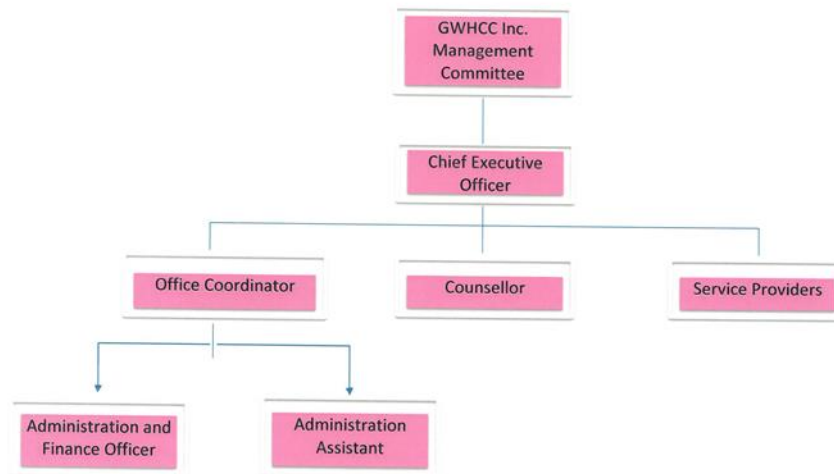 GWHCC Inc.
Management
Committee
Chief Executive
Officer
Office Coordinator
Counsellor
Service Providers
Administration and
Finance Officer
Administration
Assistant